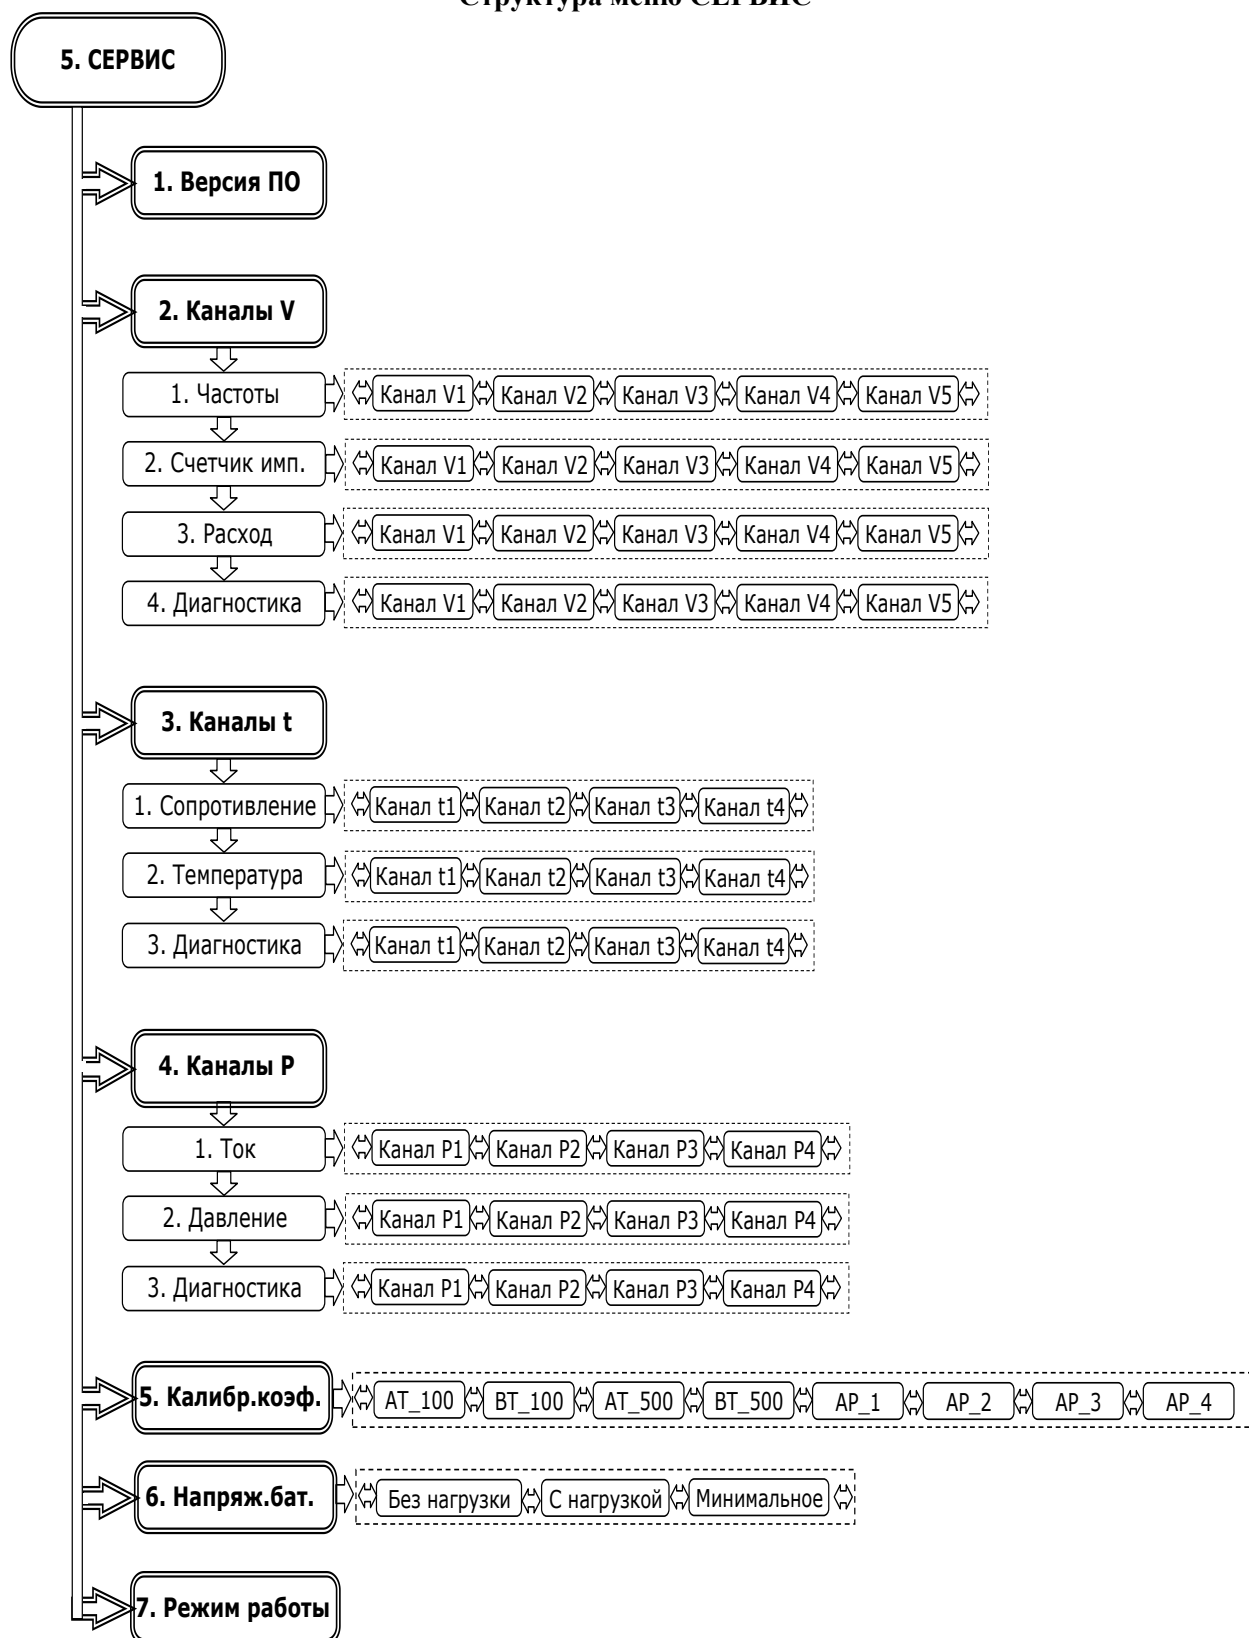 Структура меню СЕРВИС
5. СЕРВИС
1. Версия ПО
2. Каналы V
1. Частоты Канал V1 Канал V2 Канал V3 Канал V4 Канал V5
2. Счетчик имп. Канал V1 Канал V2 Канал V3 Канал V4 Канал V5
3. Расход Канал V1 Канал V2 Канал V3 Канал V4 Канал V5
4. Диагностика Канал V1 Канал V2 Канал V3 Канал V4 Канал V5
3. Каналы t
1. Сопротивление Канал t1 Канал t2 Канал t3 Канал t4
2. Температура Канал t1 Канал t2 Канал t3 Канал t4
3. Диагностика Канал t1 Канал t2 Канал t3 Канал t4
4. Каналы P
1. Ток Канал P1 Канал P2 Канал P3 Канал P4
2. Давление Канал P1 Канал P2 Канал P3 Канал P4
3. Диагностика Канал P1 Канал P2 Канал P3 Канал P4
5. Калибр.коэф. AT_100 BT_100 AT_500 BT_500 AP_1 AP_2 AP_3 AP_4
6. Напряж.бат. Без нагрузки С нагрузкой Минимальное
7. Режим работы